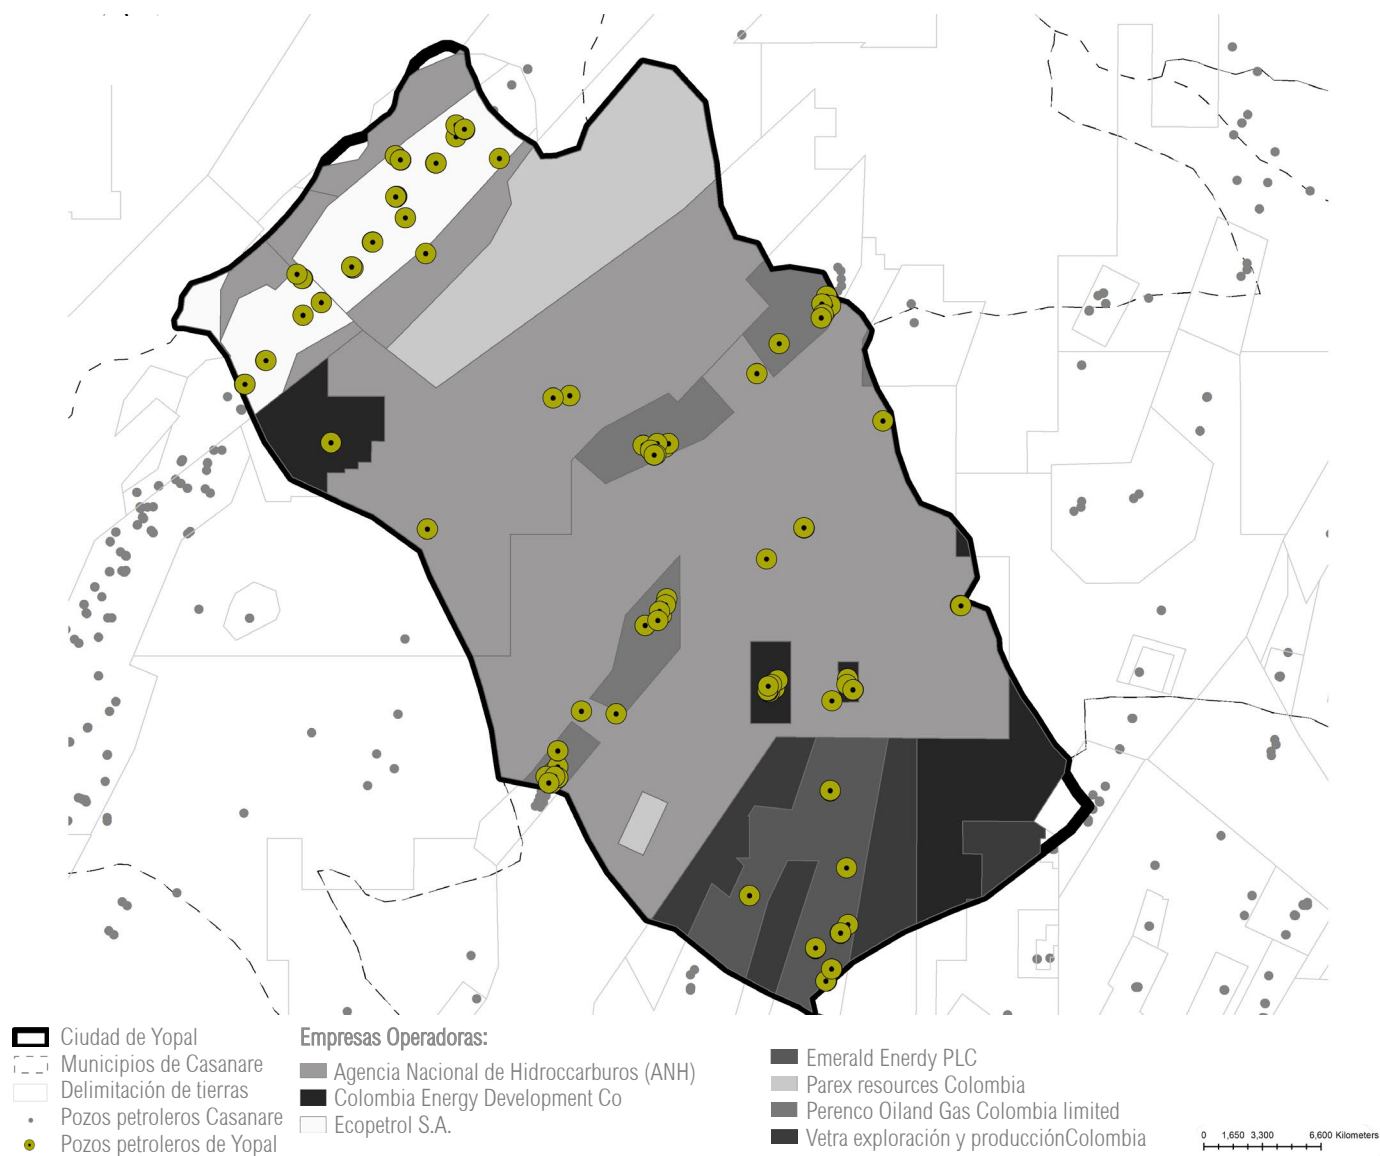 Ciudad de Yopal
Municipios de Casanare
Delimitación de tierras
Pozos petroleros Casanare
Pozos petroleros de Yopal
Empresas Operadoras:
Agencia Nacional de Hidroccarburos (ANH)
Colombia Energy Development Co
Ecopetrol S.A.
Emerald Enerdy PLC
Parex resources Colombia
Perenco Oiland Gas Colombia limited
Vetra exploración y producciónColombia
0 1,650 3,300 6,600 Kilometers